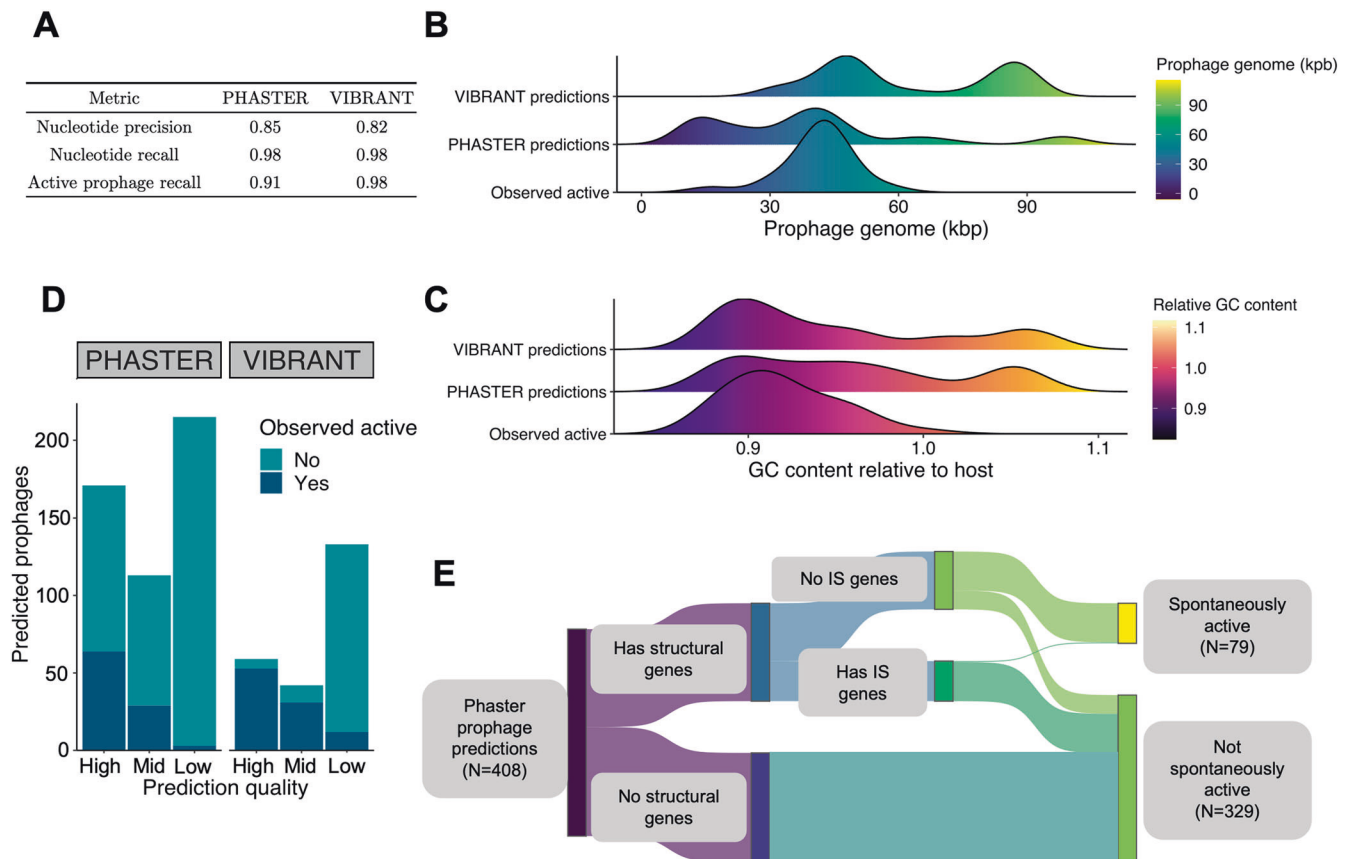 A
Metric PHASTER VIBRANT
Nucleotide precision 0.85 0.82
Nucleotide recall 0.98 0.98
Active prophage recall 0.91 0.98
B
VIBRANT predictions
PHASTER predictions
Observed active
0 30 60 90
Prophage genome (kbp)
Prophage genome (kpb)
90
60
30
0
D
PHASTER VIBRANT
Observed active
No
Yes
Predicted prophages
200
150
100
50
0
High Mid Low High Mid Low
Prediction quality
C
VIBRANT predictions
PHASTER predictions
Observed active
0.9 1.0 1.1
GC content relative to host
Relative GC content
1.1
1.0
0.9
E
Phaster
prophage
predictions
(N=408)
Has structural
genes
No structural
genes
No IS genes
Has IS
genes
Spontaneously
active
(N=79)
Not
spontaneously
active
(N=329)